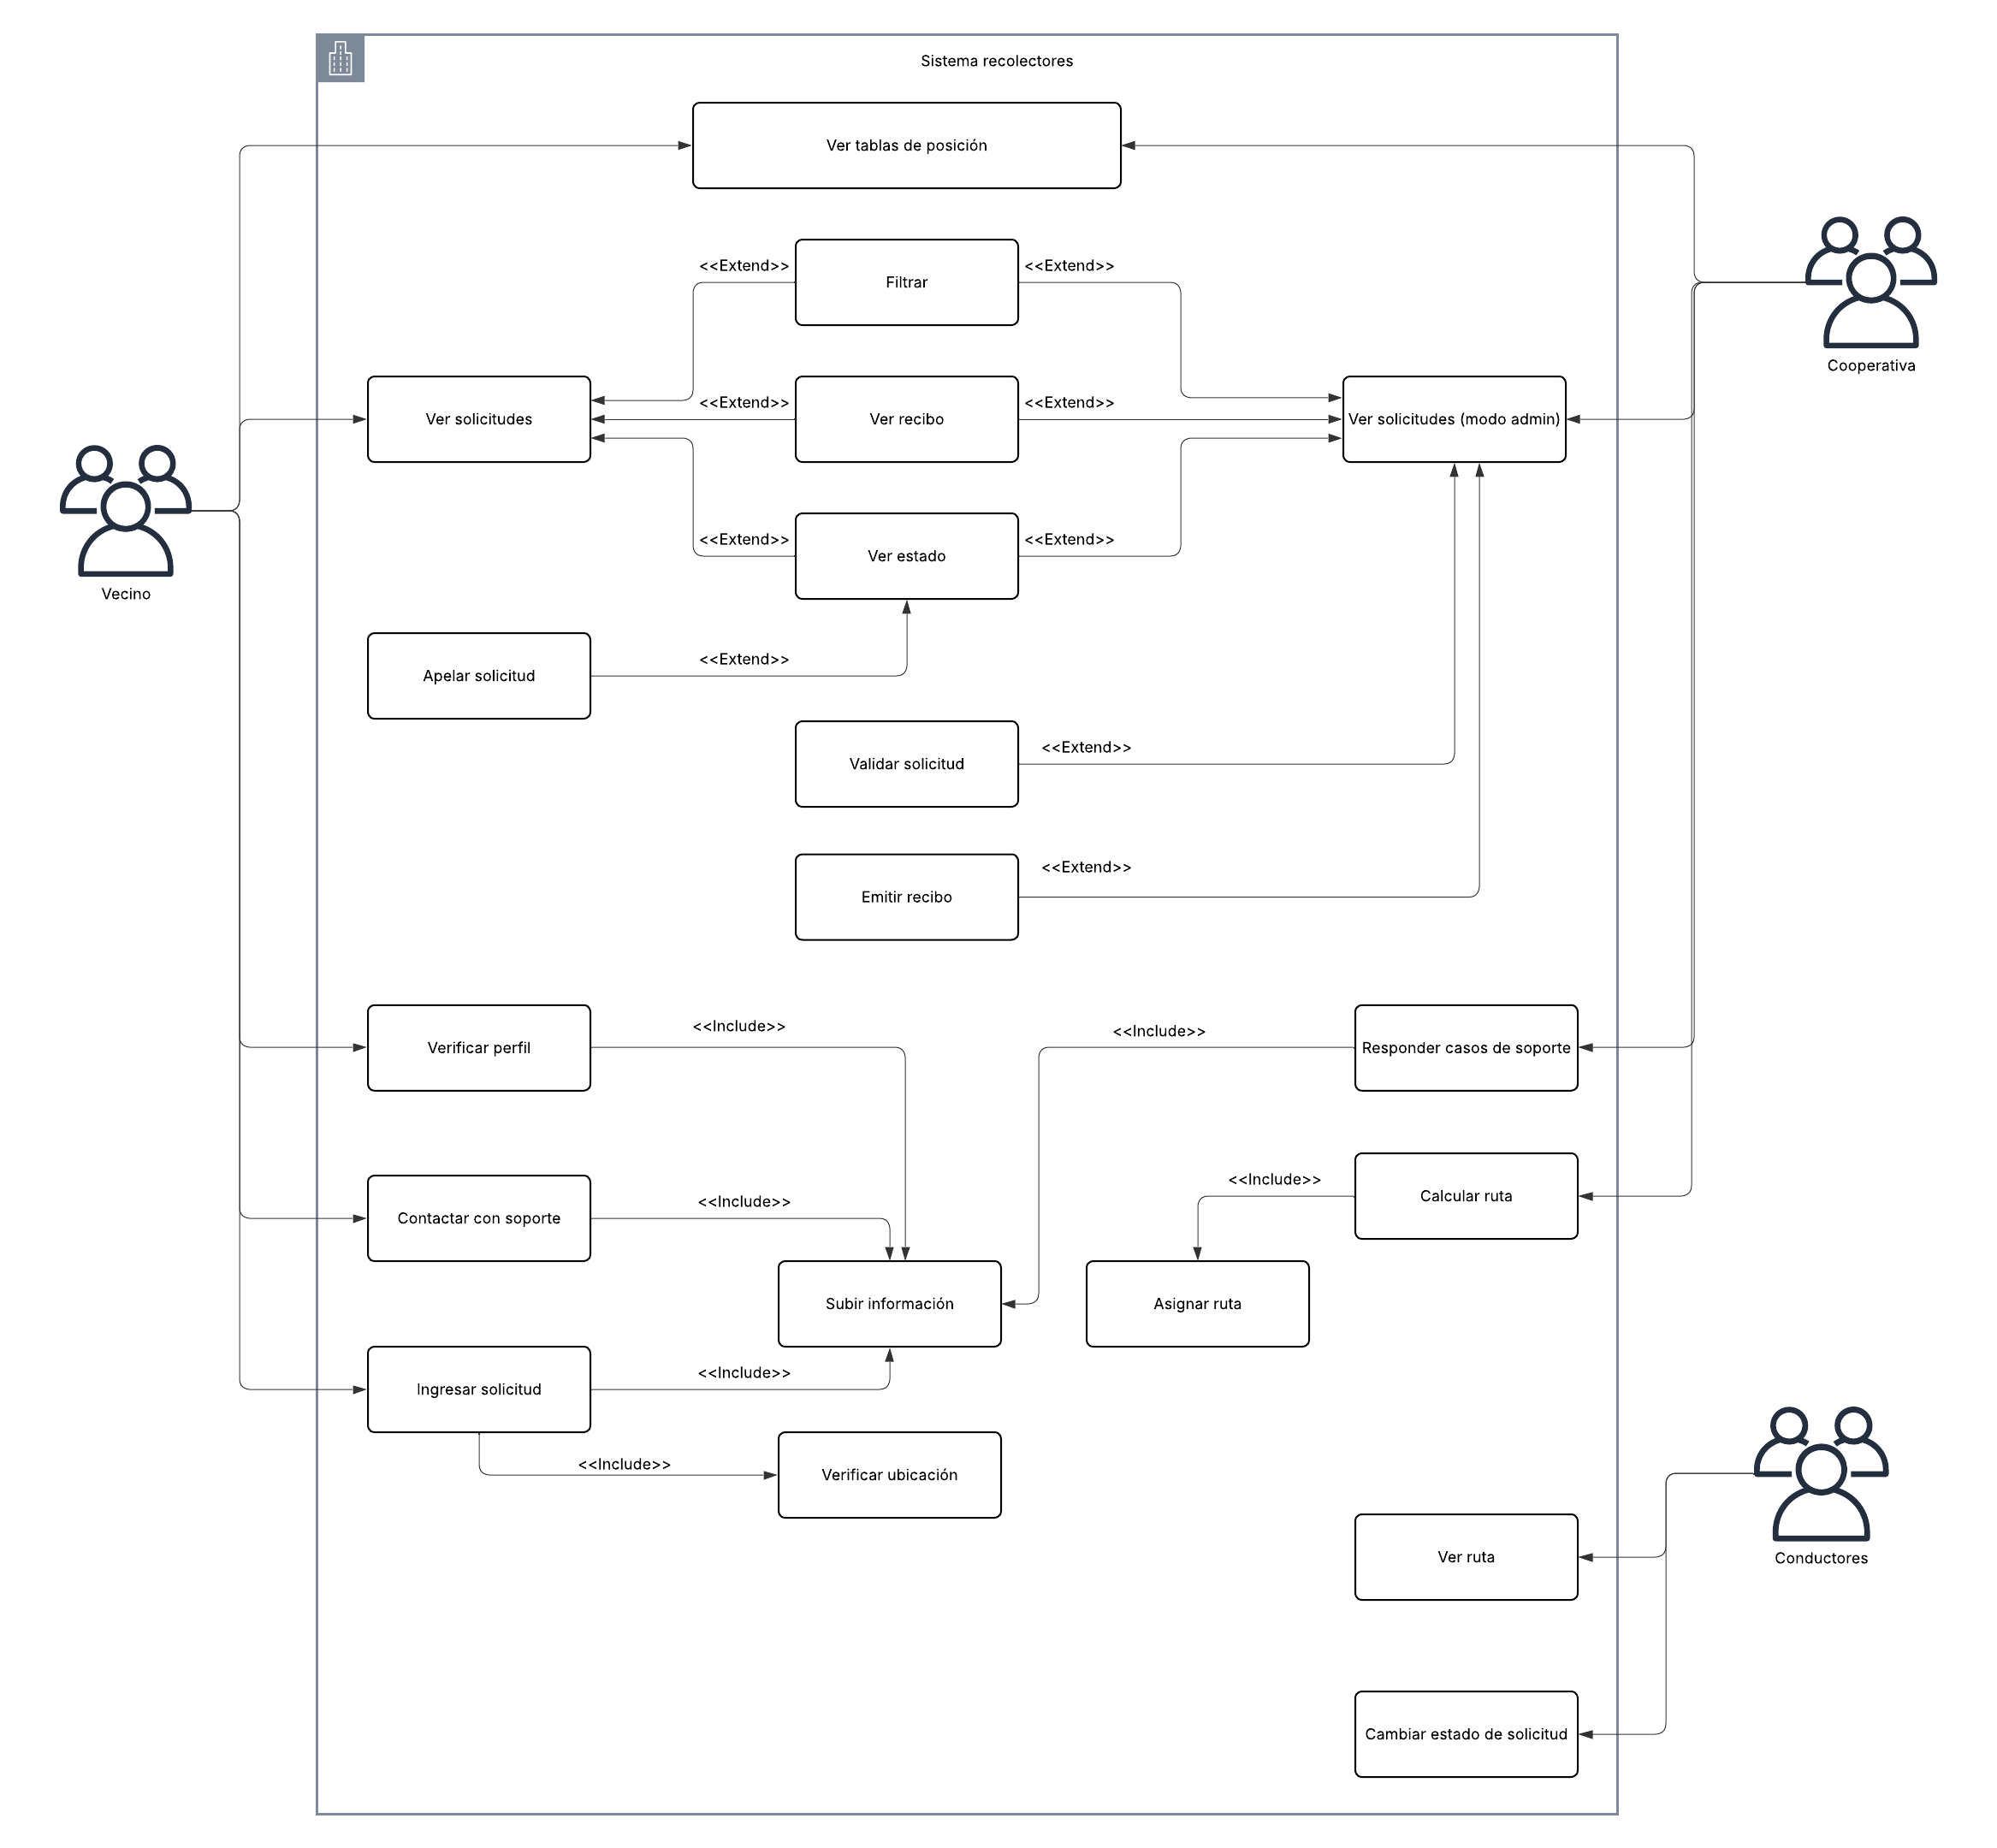 Sistema recolectores
Ver tablas de posición
<<Extend>>
Filtrar
<<Extend>>
Cooperativa
Ver solicitudes
<<Extend>>
Ver recibo
<<Extend>>
Ver solicitudes (modo admin)
<<Extend>>
Ver estado
<<Extend>>
Vecino
Apelar solicitud
<<Extend>>
Validar solicitud
<<Extend>>
Emitir recibo
<<Extend>>
Verificar perfil
<<Include>>
<<Include>>
Responder casos de soporte
Contactar con soporte
<<Include>>
<<Include>>
Calcular ruta
Subir información
Asignar ruta
Ingresar solicitud
<<Include>>
<<Include>>
Verificar ubicación
Ver ruta
Conductores
Cambiar estado de solicitud